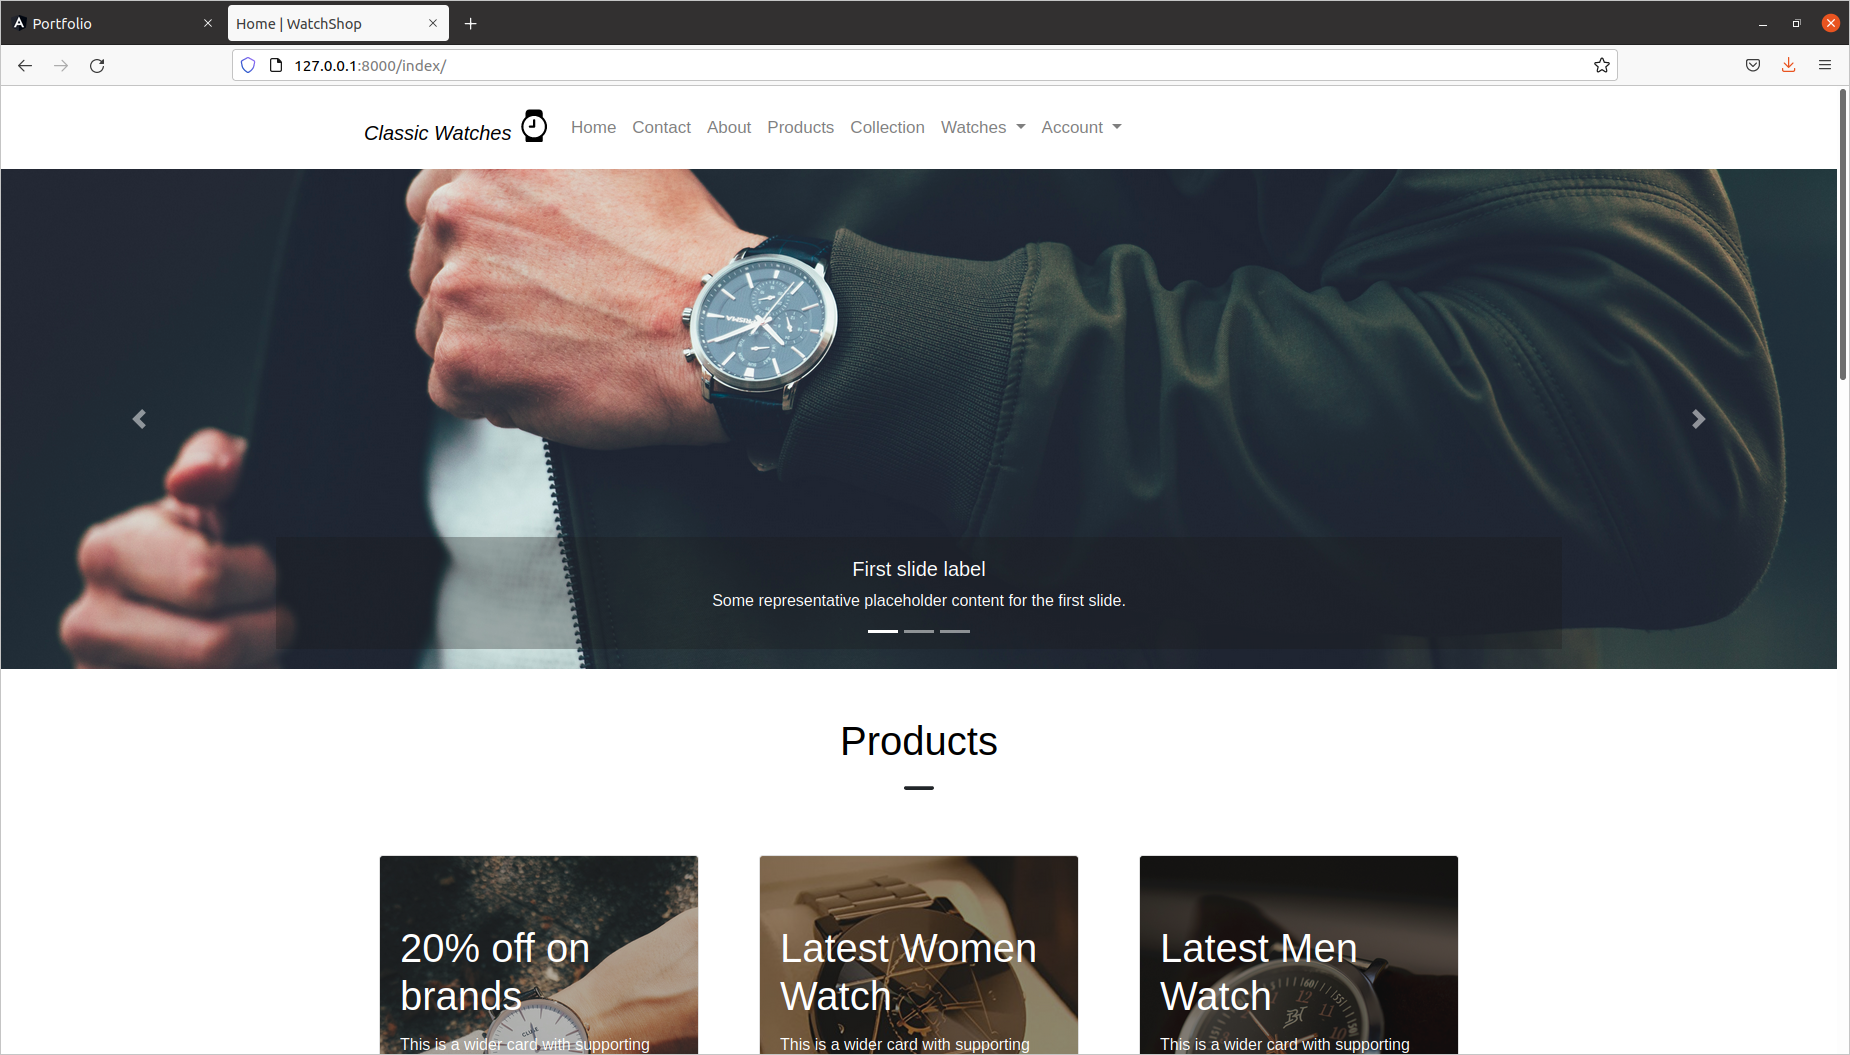 Portfolio
Home | WatchShop
127.0.0.1:8000/index/
Classic Watches Home Contact About Products Collection Watches Account
First slide label
Some representative placeholder content for the first slide.
Products
20% off on
brands
This is a wider card with supporting
Latest Women
Watch
This is a wider card with supporting
Latest Men
Watch
This is a wider card with supporting